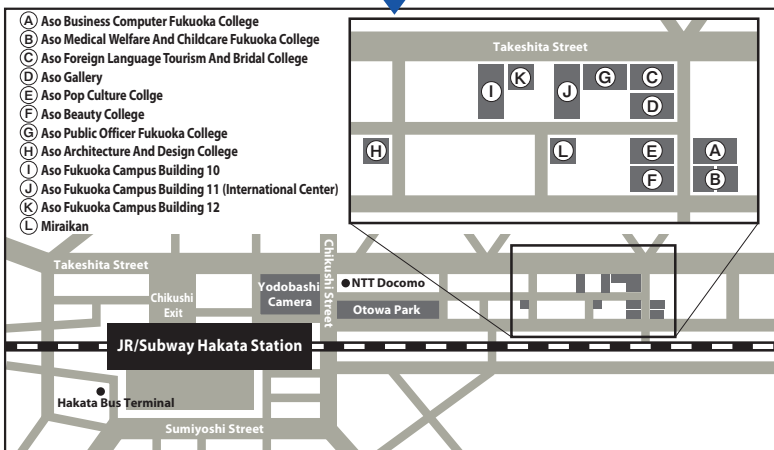 A Aso Business Computer Fukuoka College
B Aso Medical Welfare And Childcare Fukuoka College
C Aso Foreign Language Tourism And Bridal College
D Aso Gallery
E Aso Pop Culture Collge
F Aso Beauty College
G Aso Public Officer Fukuoka College
H Aso Architecture And Design College
I Aso Fukuoka Campus Building 10
J Aso Fukuoka Campus Building 11 (International Center)
K Aso Fukuoka Campus Building 12
L Miraikan
Takeshita Street
I
K
J
G
C
D
H
L
E
A
F
B
Takeshita Street
Chikushi
Exit
Yodobashi
Camera
Chikushi Street
NTT Docomo
Otowa Park
JR/Subway Hakata Station
Hakata Bus Terminal
Sumiyoshi Street